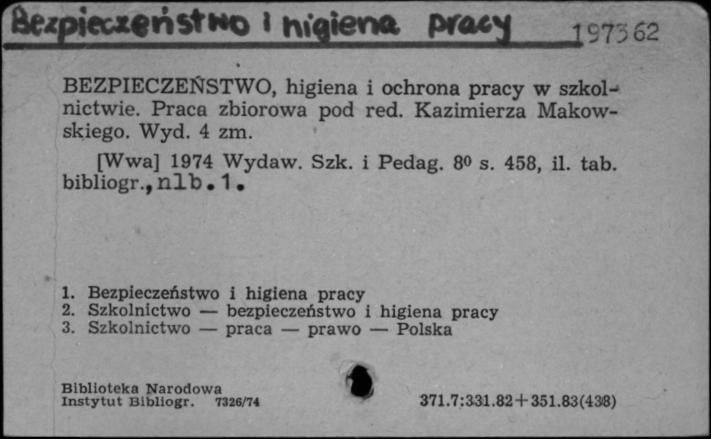 Bezpieczeństwo i higiena pracy 197362
BEZPIECZEŃSTWO, higiena i ochrona pracy w szkol-
nictwie. Praca zbiorowa pod red. Kazimierza Makow-
skiego. Wyd. 4 zm.
[Wwa] 1974 Wydaw. Szk. i Pedag. 8⁰ s. 458, il. tab.
bibliogr., nlb. 1.
1. Bezpieczeństwo i higiena pracy
2. Szkolnictwo — bezpieczeństwo i higiena pracy
3. Szkolnictwo — praca — prawo — Polska
Biblioteka Narodowa
Instytut Bibliogr. 7326/74 371.7:331.82+351.83(438)